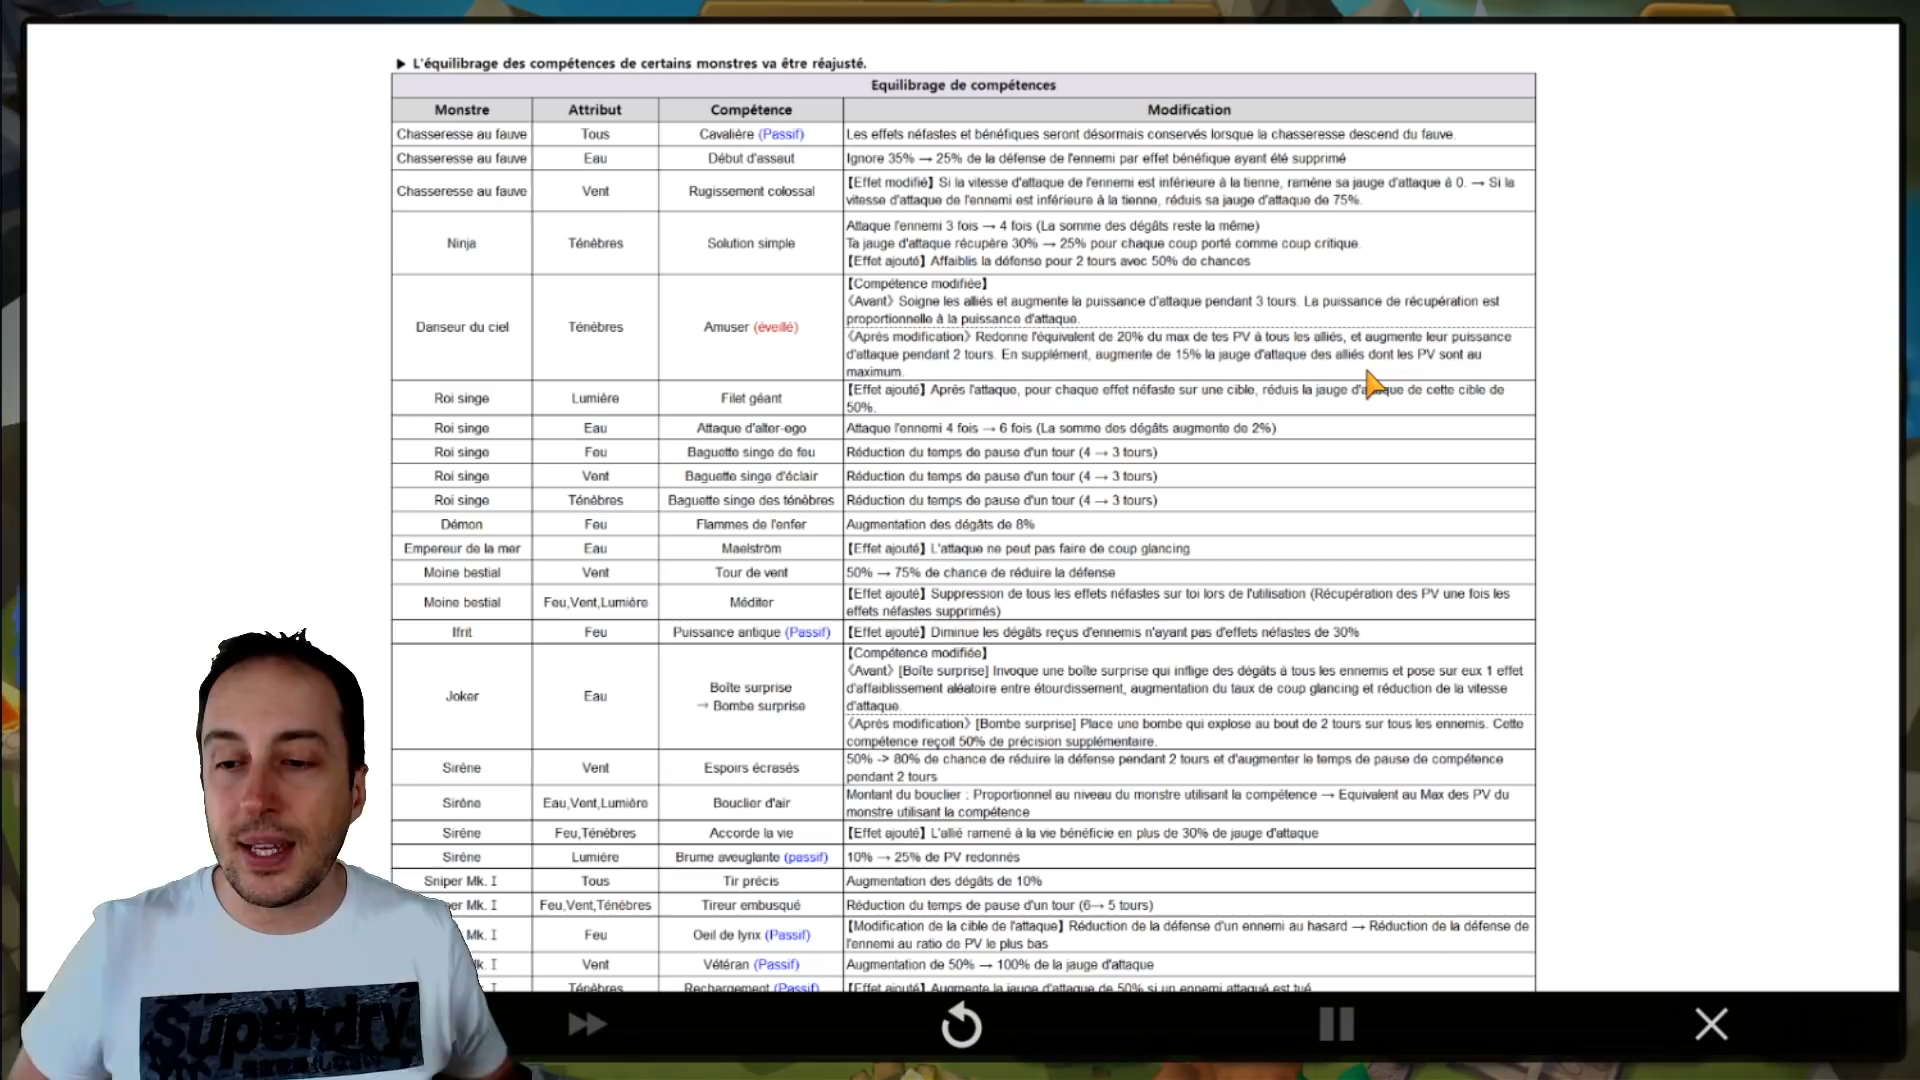 ▶ L'équilibrage des compétences de certains monstres va être réajusté.
Equilibrage de compétences
Monstre Attribut Compétence Modification
Chasseresse au fauve Tous Cavalière (Passif) Les effets néfastes et bénéfiques seront désormais conservés lorsque la chasseresse descend du fauve.
Chasseresse au fauve Eau Début d'assaut Ignore 35% → 25% de la défense de l'ennemi par effet bénéfique ayant été supprimé
Chasseresse au fauve Vent Rugissement colossal 【Effet modifié】 Si la vitesse d'attaque de l'ennemi est inférieure à la tienne, ramène sa jauge d'attaque à 0. → Si la
vitesse d'attaque de l'ennemi est inférieure à la tienne, réduis sa jauge d'attaque de 75%.
Ninja Ténèbres Solution simple Attaque l'ennemi 3 fois → 4 fois (La somme des dégâts reste la même)
Ta jauge d'attaque récupère 30% → 25% pour chaque coup porté comme coup critique.
【Effet ajouté】 Affaiblis la défense pour 2 tours avec 50% de chances
Danseur du ciel Ténèbres Amuser (éveillé) 【Compétence modifiée】
《Avant》 Soigne les alliés et augmente la puissance d'attaque pendant 3 tours. La puissance de récupération est
proportionnelle à la puissance d'attaque.
《Après modification》 Redonne l'équivalent de 20% du max de tes PV à tous les alliés, et augmente leur puissance
d'attaque pendant 2 tours. En supplément, augmente de 15% la jauge d'attaque des alliés dont les PV sont au
maximum.
Roi singe Lumière Filet géant 【Effet ajouté】 Après l'attaque, pour chaque effet néfaste sur une cible, réduis la jauge de cette cible de
50%.
Roi singe Eau Attaque d'alter-ego Attaque l'ennemi 4 fois → 6 fois (La somme des dégâts augmente de 2%)
Roi singe Feu Baguette singe de feu Réduction du temps de pause d'un tour (4 → 3 tours)
Roi singe Vent Baguette singe d'éclair Réduction du temps de pause d'un tour (4 → 3 tours)
Roi singe Ténèbres Baguette singe des ténèbres Réduction du temps de pause d'un tour (4 → 3 tours)
Démon Feu Flammes de l'enfer Augmentation des dégâts de 8%
Empereur de la mer Eau Maelström 【Effet ajouté】 L'attaque ne peut pas faire de coup glancing
Moine bestial Vent Tour de vent 50% → 75% de chance de réduire la défense
Moine bestial Feu,Vent,Lumière Méditer 【Effet ajouté】 Suppression de tous les effets néfastes sur toi lors de l'utilisation (Récupération des PV une fois les
effets néfastes supprimés)
Ifrit Feu Puissance antique (Passif) 【Effet ajouté】 Diminue les dégâts reçus d'ennemis n'ayant pas d'effets néfastes de 30%
Joker Eau Boîte surprise
→ Bombe surprise 【Compétence modifiée】
《Avant》 [Boîte surprise] Invoque une boîte surprise qui inflige des dégâts à tous les ennemis et pose sur eux 1 effet
d'affaiblissement aléatoire entre étourdissement, augmentation du taux de coup glancing et réduction de la vitesse
d'attaque.
《Après modification》 [Bombe surprise] Place une bombe qui explose au bout de 2 tours sur tous les ennemis. Cette
compétence reçoit 50% de précision supplémentaire.
Sirène Vent Espoirs écrasés 50% -> 80% de chance de réduire la défense pendant 2 tours et d'augmenter le temps de pause de compétence
pendant 2 tours
Sirène Eau,Vent,Lumière Bouclier d'air Montant du bouclier : Proportionnel au niveau du monstre utilisant la compétence → Equivalent au Max des PV du
monstre utilisant la compétence
Sirène Feu,Ténèbres Accorde la vie 【Effet ajouté】 L'allié ramené à la vie bénéficie en plus de 30% de jauge d'attaque
Sirène Lumière Brume aveuglante (passif) 10% → 25% de PV redonnés
Sniper Mk. I Tous Tir précis Augmentation des dégâts de 10%
per Mk. I Feu,Vent,Ténèbres Tireur embusqué Réduction du temps de pause d'un tour (6→ 5 tours)
Mk. I Feu Oeil de lynx (Passif) 【Modification de la cible de l'attaque】 Réduction de la défense d'un ennemi au hasard → Réduction de la défense de
l'ennemi au ratio de PV le plus bas
k. I Vent Vétéran (Passif) Augmentation de 50% → 100% de la jauge d'attaque
I Ténèbres Rechargement (Passif) 【Effet ajouté】 Augmente la jauge d'attaque de 50% si un ennemi attaqué est tué
Superdry